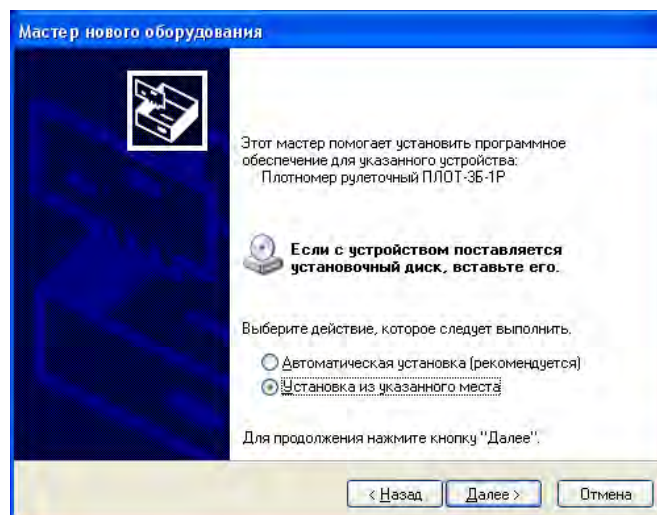 Мастер нового оборудования
Этот мастер помогает установить программное
обеспечение для указанного устройства:
Плотномер рулеточный ПЛОТ-3Б-1Р
Если с устройством поставляется
установочный диск, вставьте его.
Выберите действие, которое следует выполнить.
Автоматическая установка (рекомендуется)
Установка из указанного места
Для продолжения нажмите кнопку "Далее".
< Назад Далее > Отмена